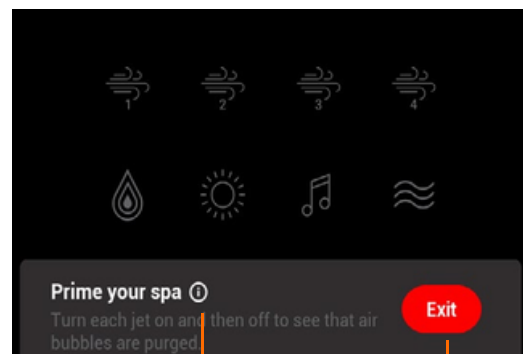 1 2 3 4
Prime your spa
Exit
Turn each jet on and then off to see that air
bubbles are purged.